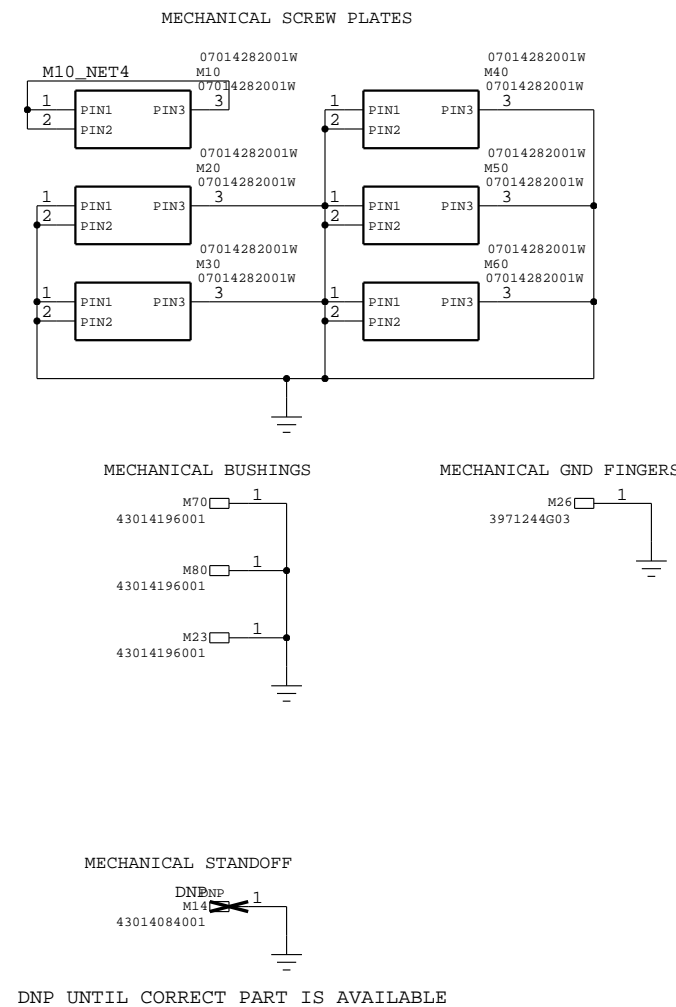 MECHANICAL SCREW PLATES
07014282001W
M10
07014282001W
M10_NET4
1 PIN1 PIN3 3
2 PIN2
07014282001W
M40
07014282001W
1 PIN1 PIN3 3
2 PIN2
07014282001W
M20
07014282001W
1 PIN1 PIN3 3
2 PIN2
07014282001W
M50
07014282001W
1 PIN1 PIN3 3
2 PIN2
07014282001W
M30
07014282001W
1 PIN1 PIN3 3
2 PIN2
07014282001W
M60
07014282001W
1 PIN1 PIN3 3
2 PIN2
MECHANICAL BUSHINGS
M70 1
43014196001
M80 1
43014196001
M23 1
43014196001
MECHANICAL GND FINGERS
M26 1
3971244G03
MECHANICAL STANDOFF
DNP DNP
M14 1
43014084001
DNP UNTIL CORRECT PART IS AVAILABLE